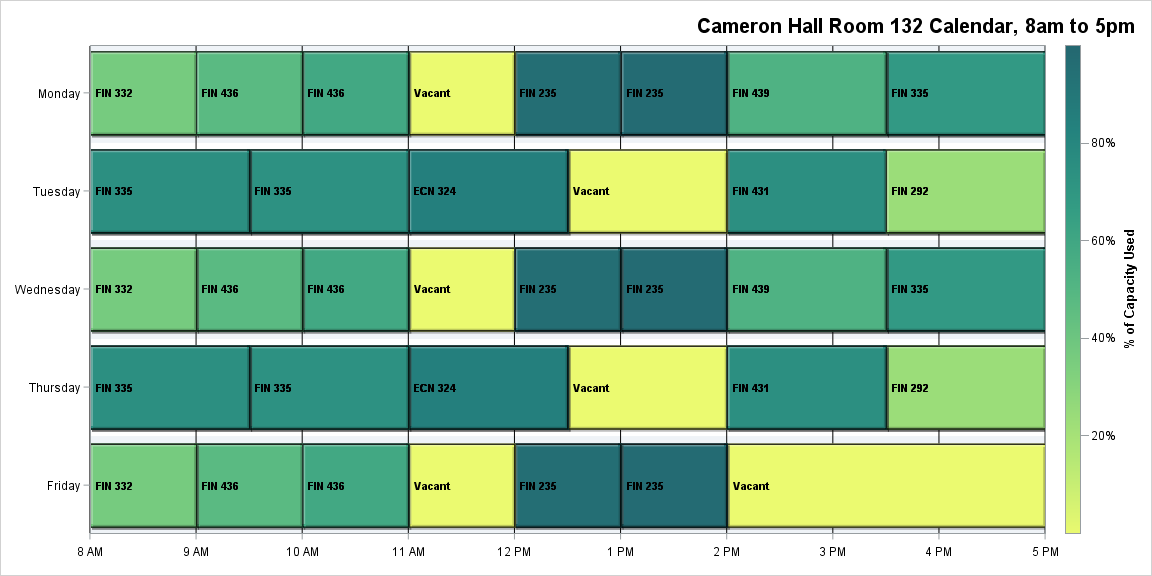 Cameron Hall Room 132 Calendar, 8am to 5pm
Monday FIN 332 FIN 436 FIN 436 Vacant FIN 235 FIN 235 FIN 439 FIN 335
Tuesday FIN 335 FIN 335 ECN 324 Vacant FIN 431 FIN 292
Wednesday FIN 332 FIN 436 FIN 436 Vacant FIN 235 FIN 235 FIN 439 FIN 335
Thursday FIN 335 FIN 335 ECN 324 Vacant FIN 431 FIN 292
Friday FIN 332 FIN 436 FIN 436 Vacant FIN 235 FIN 235 Vacant
8 AM 9 AM 10 AM 11 AM 12 PM 1 PM 2 PM 3 PM 4 PM 5 PM
80%
60%
40%
20%
% of Capacity Used